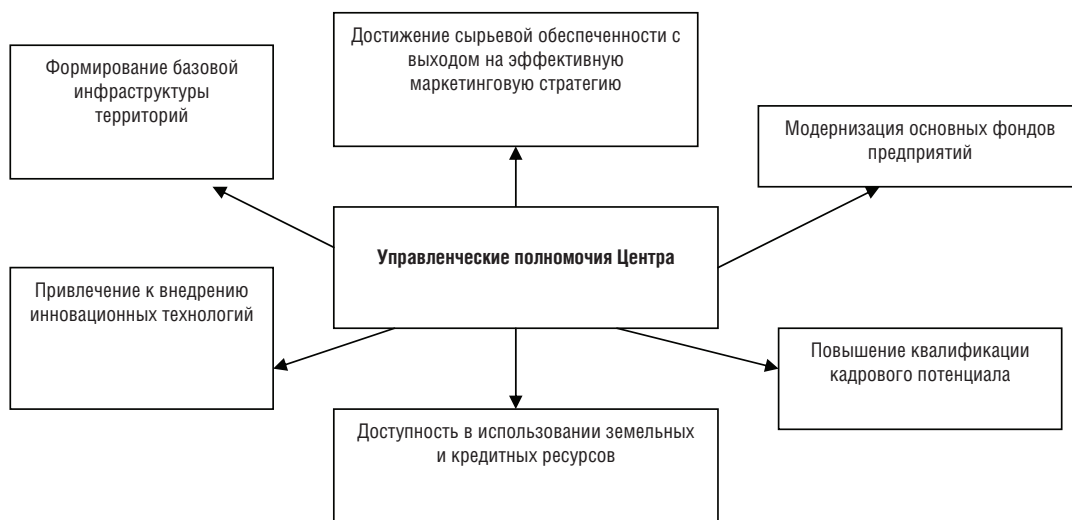 Достижение сырьевой обеспеченности с
выходом на эффективную
маркетинговую стратегию
Формирование базовой
инфраструктуры
территорий
Модернизация основных фондов
предприятий
Управленческие полномочия Центра
Привлечение к внедрению
инновационных технологий
Повышение квалификации
кадрового потенциала
Доступность в использовании земельных
и кредитных ресурсов